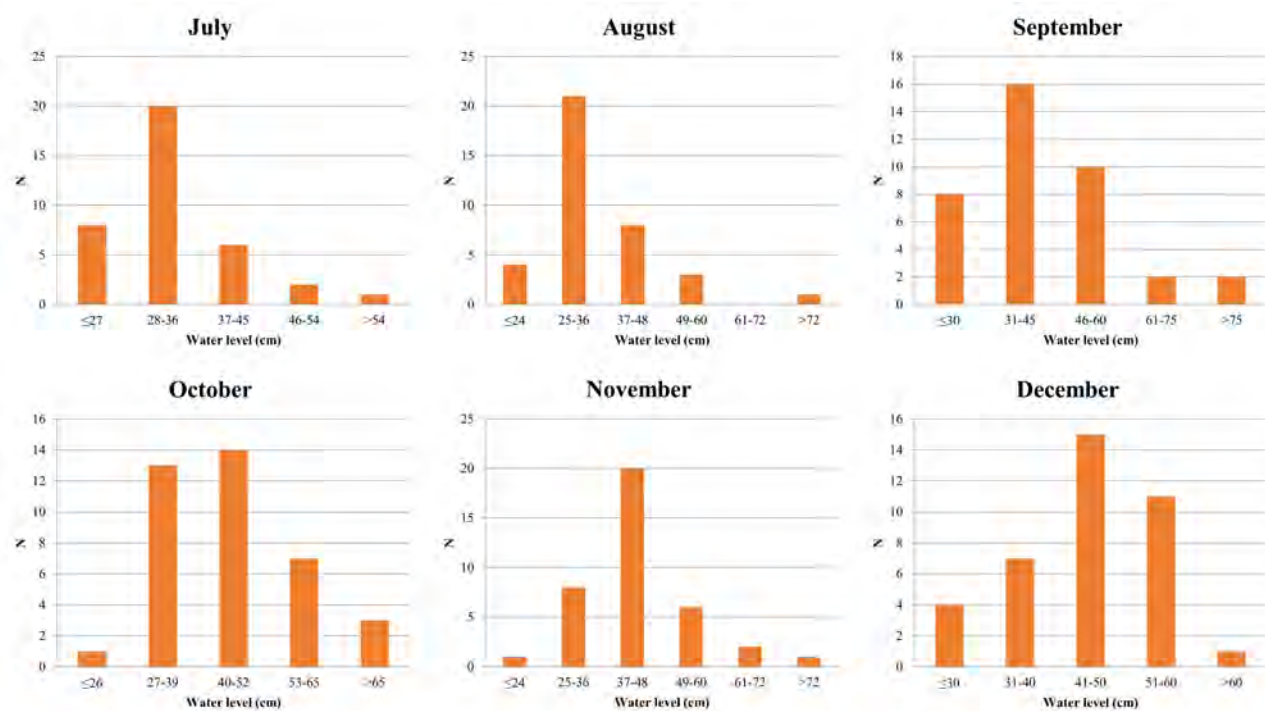 July
25
20
15
10
5
0
N
≤27 28-36 37-45 46-54 >54
Water level (cm)
August
25
20
15
10
5
0
N
≤24 25-36 37-48 49-60 61-72 >72
Water level (cm)
September
18
16
14
12
10
8
6
4
2
0
N
≤30 31-45 46-60 61-75 >75
Water level (cm)
October
16
14
12
10
8
6
4
2
0
N
≤26 27-39 40-52 53-65 >65
Water level (cm)
November
25
20
15
10
5
0
N
≤24 25-36 37-48 49-60 61-72 >72
Water level (cm)
December
16
14
12
10
8
6
4
2
0
N
≤30 31-40 41-50 51-60 >60
Water level (cm)